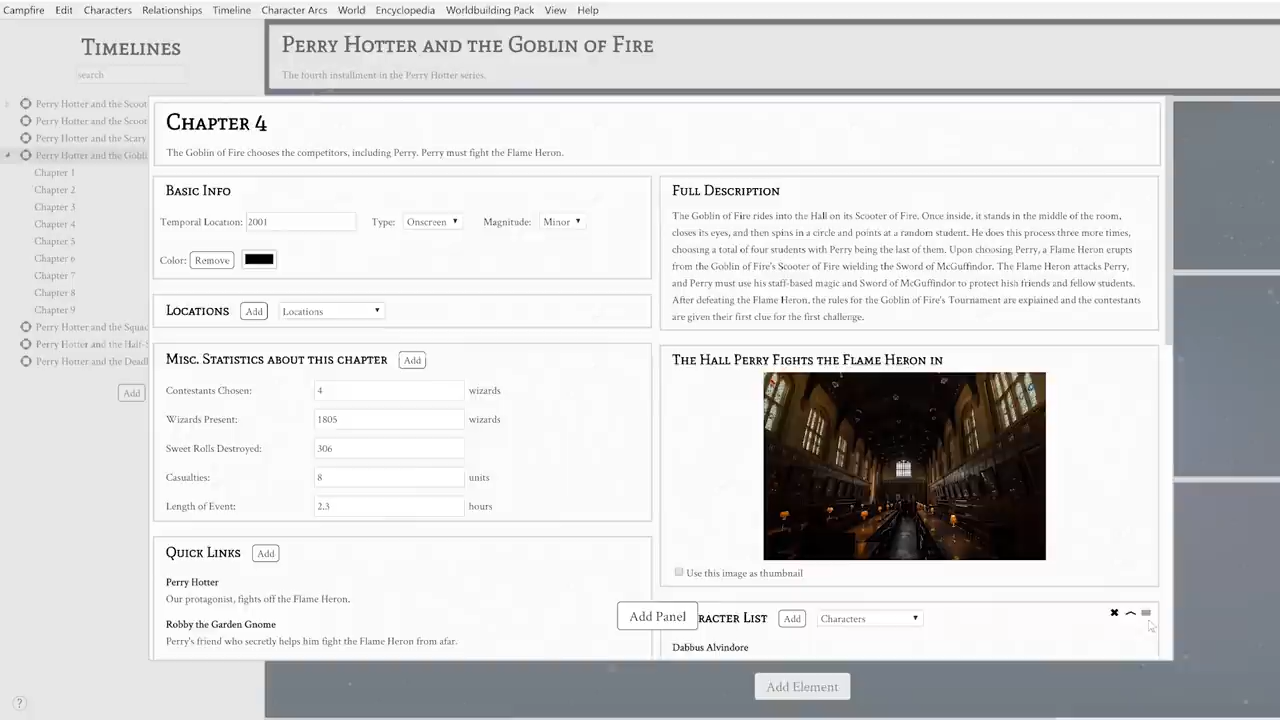 Campfire Edit Characters Relationships Timeline Character Arcs World Encyclopedia Worldbuilding Pack View Help
Timelines
search
Perry Hotter and the Scoot
Perry Hotter and the Scoot
Perry Hotter and the Scary
Perry Hotter and the Gobli
Chapter 1
Chapter 2
Chapter 3
Chapter 4
Chapter 5
Chapter 6
Chapter 7
Chapter 8
Chapter 9
Perry Hotter and the Squad
Perry Hotter and the Half-
Perry Hotter and the Deadl
Add
?
Perry Hotter and the Goblin of Fire
The fourth installment in the Perry Hotter series.
Chapter 4
The Goblin of Fire chooses the competitors, including Perry. Perry must fight the Flame Heron.
Basic Info
Temporal Location: 2001 Type: Onscreen Magnitude: Minor
Color: Remove
Locations Add Locations
Misc. Statistics about this chapter Add
Contestants Chosen: 4 wizards
Wizards Present: 1805 wizards
Sweet Rolls Destroyed: 306
Casualties: 8 units
Length of Event: 2.3 hours
Quick Links Add
Perry Hotter
Our protagonist, fights off the Flame Heron.
Robby the Garden Gnome
Perry's friend who secretly helps him fight the Flame Heron from afar.
Full Description
The Goblin of Fire rides into the Hall on its Scooter of Fire. Once inside, it stands in the middle of the room,
closes its eyes, and then spins in a circle and points at a random student. He does this process three more times,
choosing a total of four students with Perry being the last of them. Upon choosing Perry, a Flame Heron erupts
from the Goblin of Fire's Scooter of Fire wielding the Sword of McGuffindor. The Flame Heron attacks Perry,
and Perry must use his staff-based magic and Sword of McGuffindor to protect hish friends and fellow students.
After defeating the Flame Heron, the rules for the Goblin of Fire's Tournament are explained and the contestants
are given their first clue for the first challenge.
The Hall Perry Fights the Flame Heron in
Use this image as thumbnail
Add Panel
racter List Add Characters
Dabbus Alvindore
Add Element